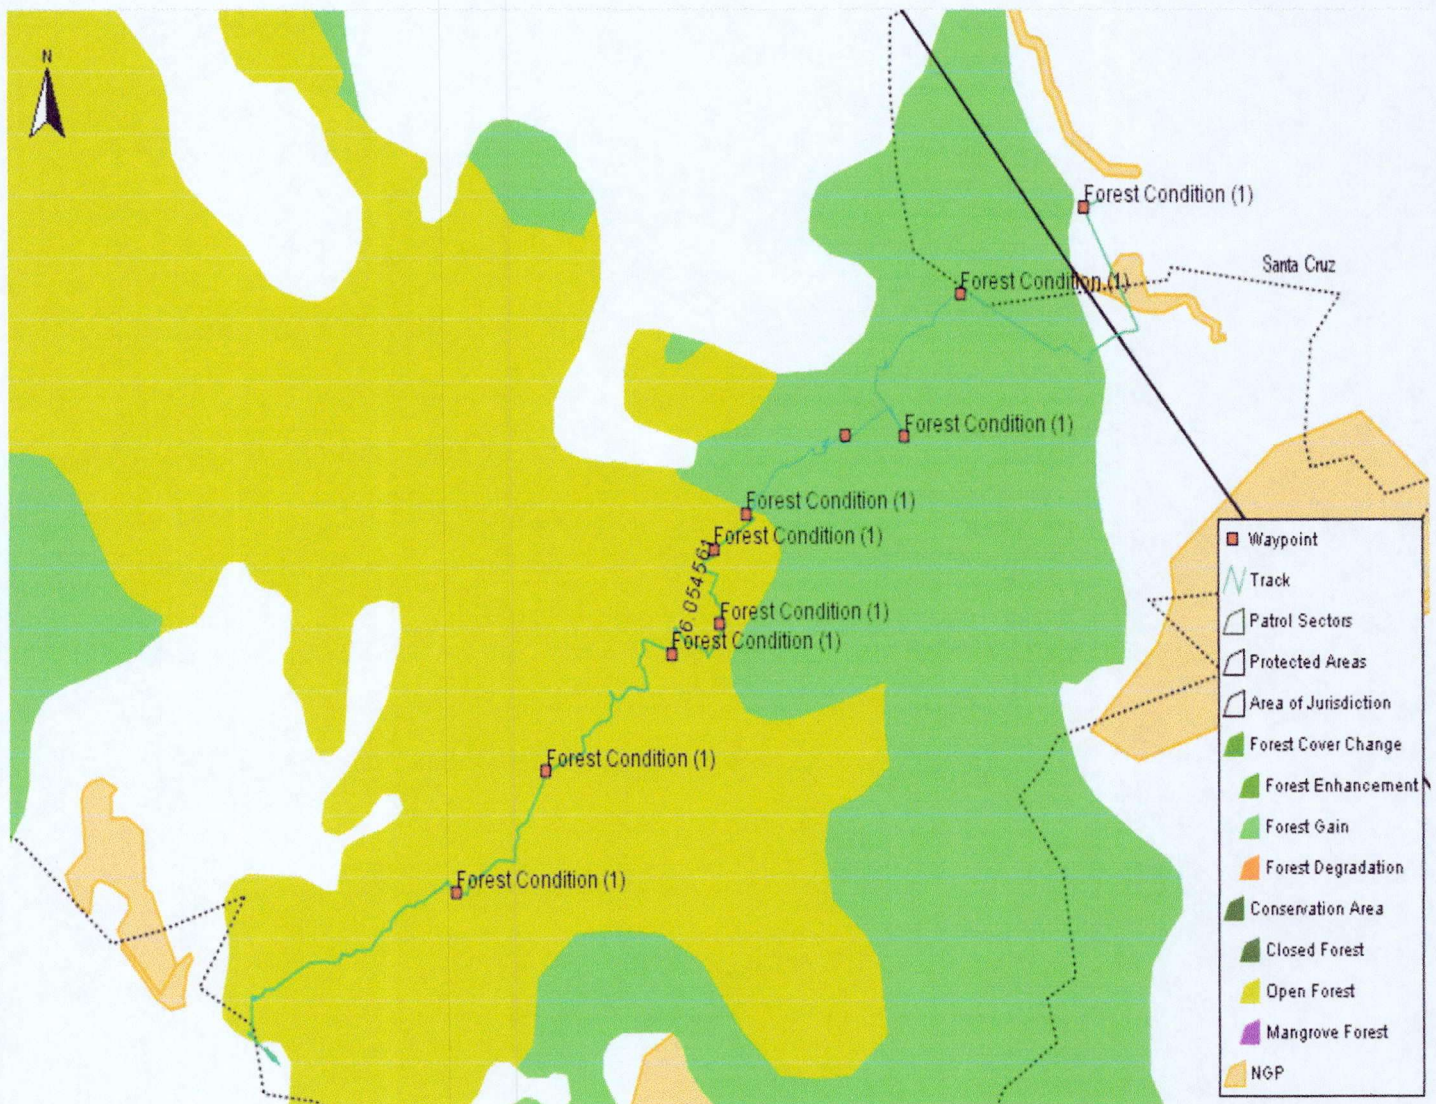 N
Forest Condition (1)
Santa Cruz
Forest Condition (1)
Forest Condition (1)
Forest Condition (1)
Forest Condition (1)
6.054561
Forest Condition (1)
Forest Condition (1)
Forest Condition (1)
Forest Condition (1)
Waypoint
Track
Patrol Sectors
Protected Areas
Area of Jurisdiction
Forest Cover Change
Forest Enhancement
Forest Gain
Forest Degradation
Conservation Area
Closed Forest
Open Forest
Mangrove Forest
NGP